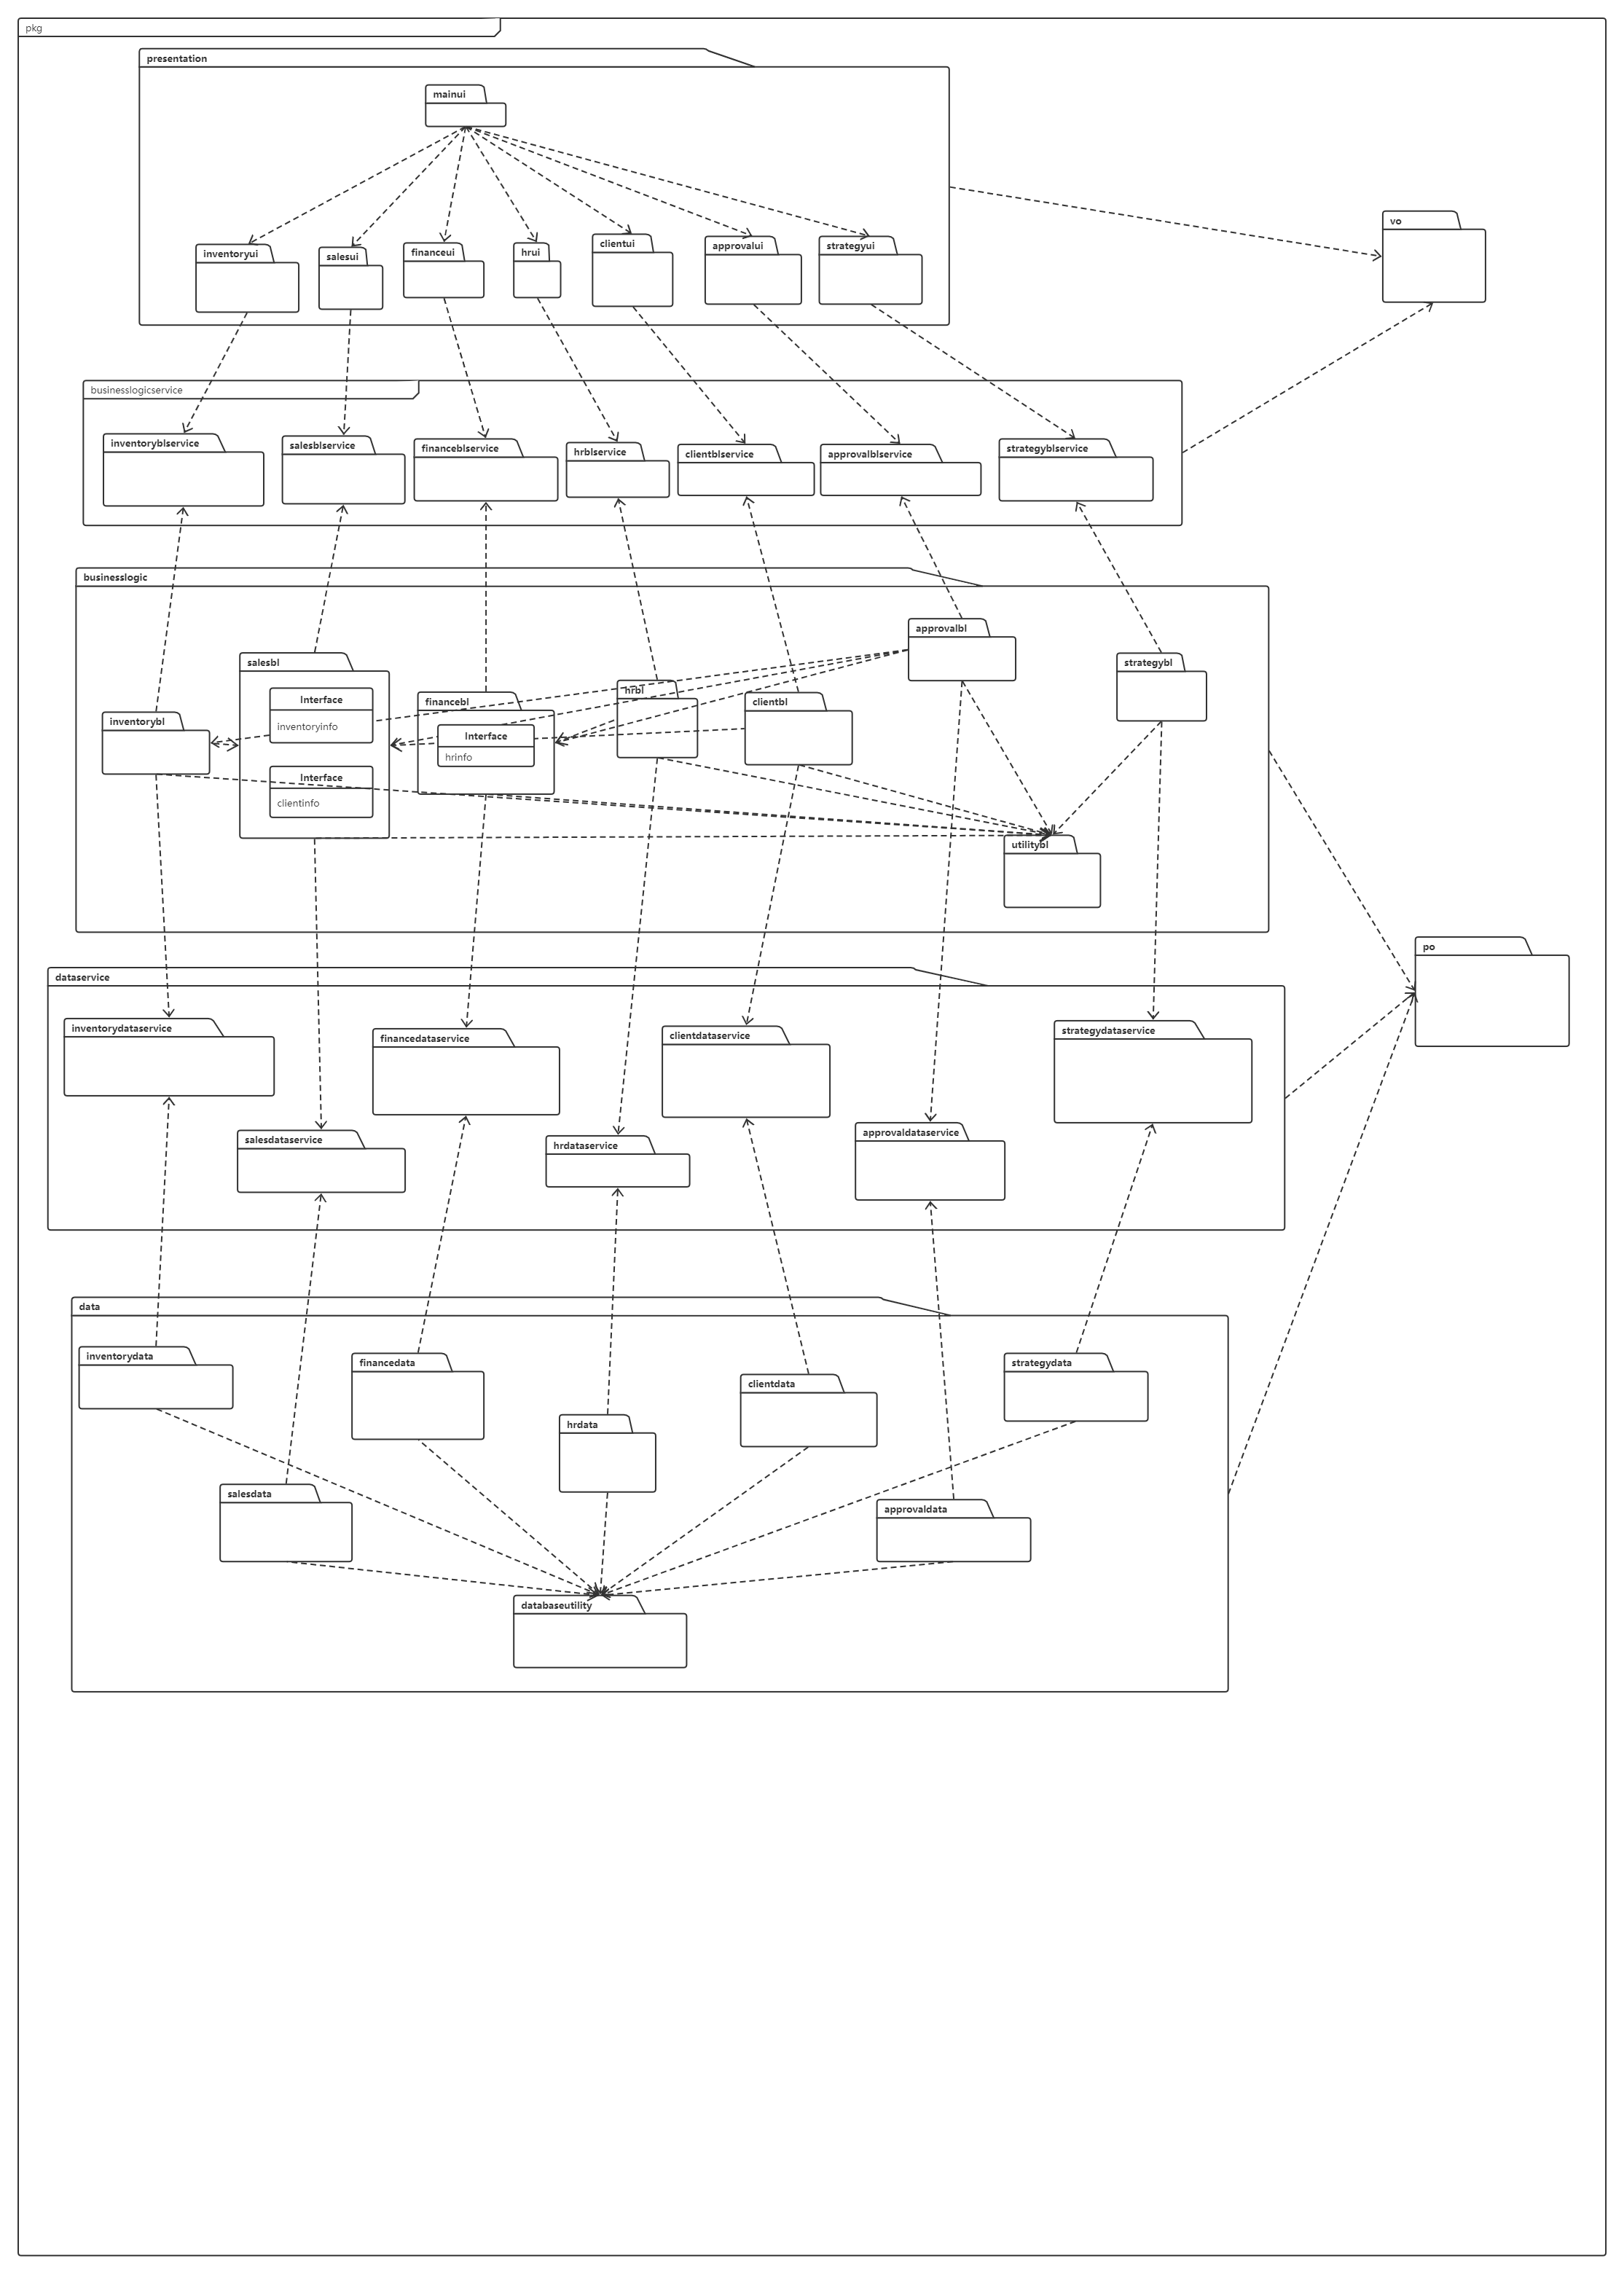 pkg
presentation
mainui
inventoryui
salesui
financeui
hrui
clientui
approvalui
strategyui
vo
businesslogicservice
inventoryblservice
salesblservice
financeblservice
hrblservice
clientblservice
approvalblservice
strategyblservice
businesslogic
approvalbl
salesbl
strategybl
Interface
inventoryinfo
financebl
hrbl
clientbl
inventorybl
Interface
hrinfo
Interface
clientinfo
utilitybl
po
dataservice
inventorydataservice
financedataservice
clientdataservice
strategydataservice
salesdataservice
hrdataservice
approvaldataservice
data
inventorydata
financedata
strategydata
clientdata
hrdata
salesdata
approvaldata
databaseutility